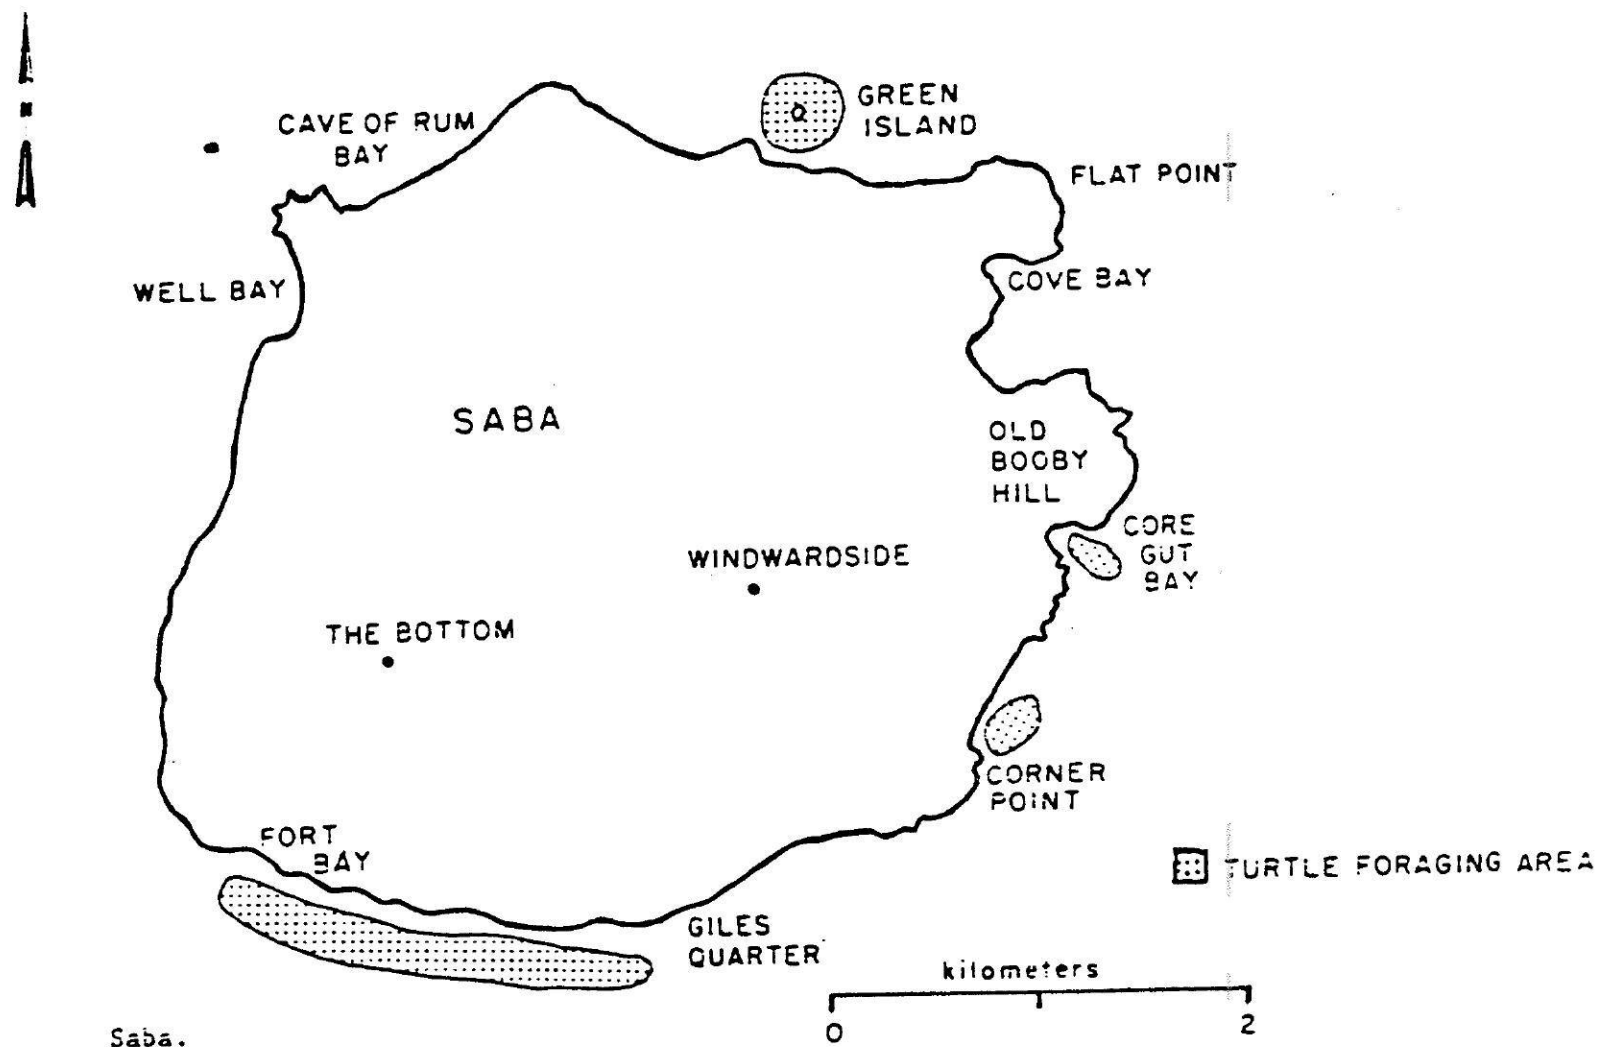 GREEN
ISLAND
CAVE OF RUM
BAY
FLAT POINT
COVE BAY
WELL BAY
SABA
OLD
BOOBY
HILL
CORE
GUT
BAY
WINDWARDSIDE
THE BOTTOM
CORNER
POINT
FORT
BAY
TURTLE FORAGING AREA
GILES
QUARTER
kilometers
0 2
Saba.